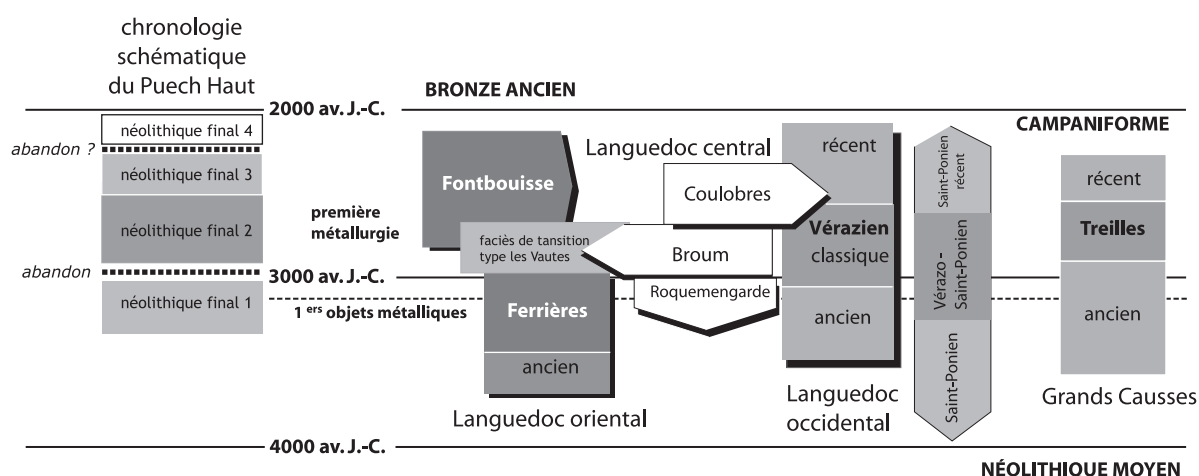 chronologie
schématique
du Puech Haut
2000 av. J.-C.
BRONZE ANCIEN
CAMPANIFORME
néolithique final 4
abandon ?
néolithique final 3
néolithique final 2
abandon
3000 av. J.-C.
néolithique final 1
première
métallurgie
1 ers objets métalliques
Fontbouisse
faciès de tansition
type les Vautes
Ferrières
ancien
Languedoc oriental
Languedoc central
Coulobres
Broum
Roquemengarde
récent
Vérazien
classique
ancien
Languedoc
occidental
Saint-Ponien
récent
Vérazo-
Saint-Ponien
Saint-Ponien
récent
Treilles
ancien
Grands Causses
4000 av. J.-C.
NÉOLITHIQUE MOYEN